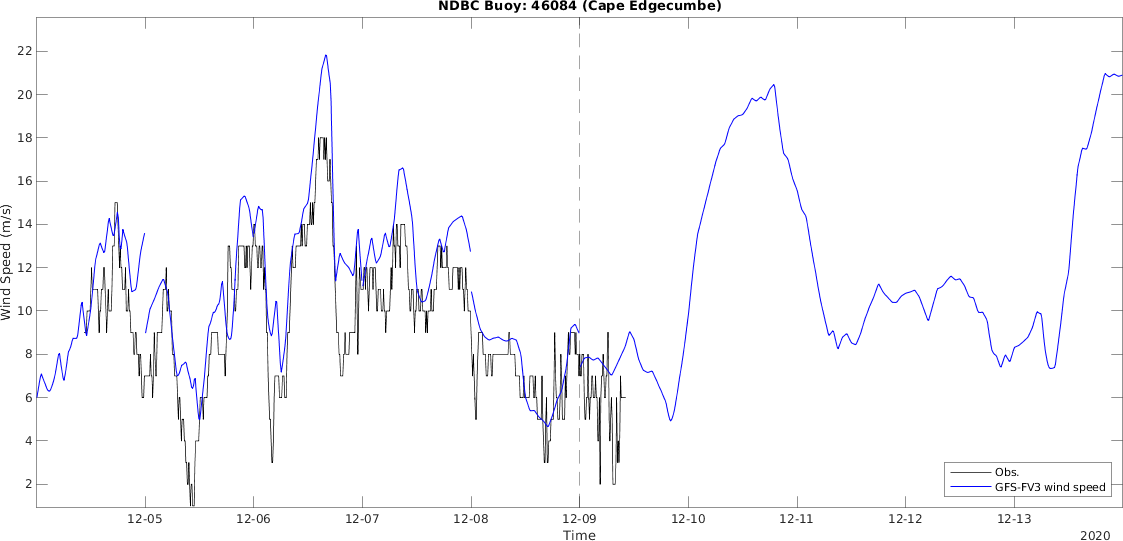 NDBC Buoy: 46084 (Cape Edgecumbe)
22
20
18
16
14
12
10
8
6
4
2
Wind Speed (m/s)
Obs.
GFS-FV3 wind speed
12-05 12-06 12-07 12-08 12-09 12-10 12-11 12-12 12-13
Time
2020